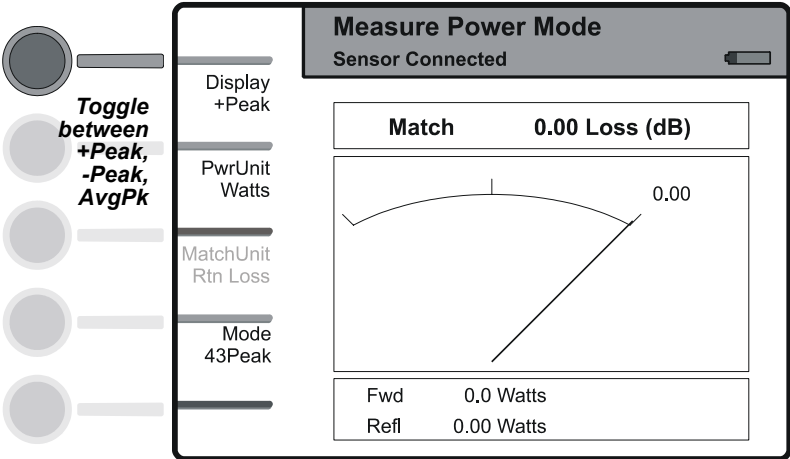 Measure Power Mode
Sensor Connected
Toggle
between
+Peak,
-Peak,
AvgPk
Display
+Peak
PwrUnit
Watts
MatchUnit
Rtn Loss
Mode
43Peak
Match 0.00 Loss (dB)
0.00
Fwd 0.0 Watts
Refl 0.00 Watts